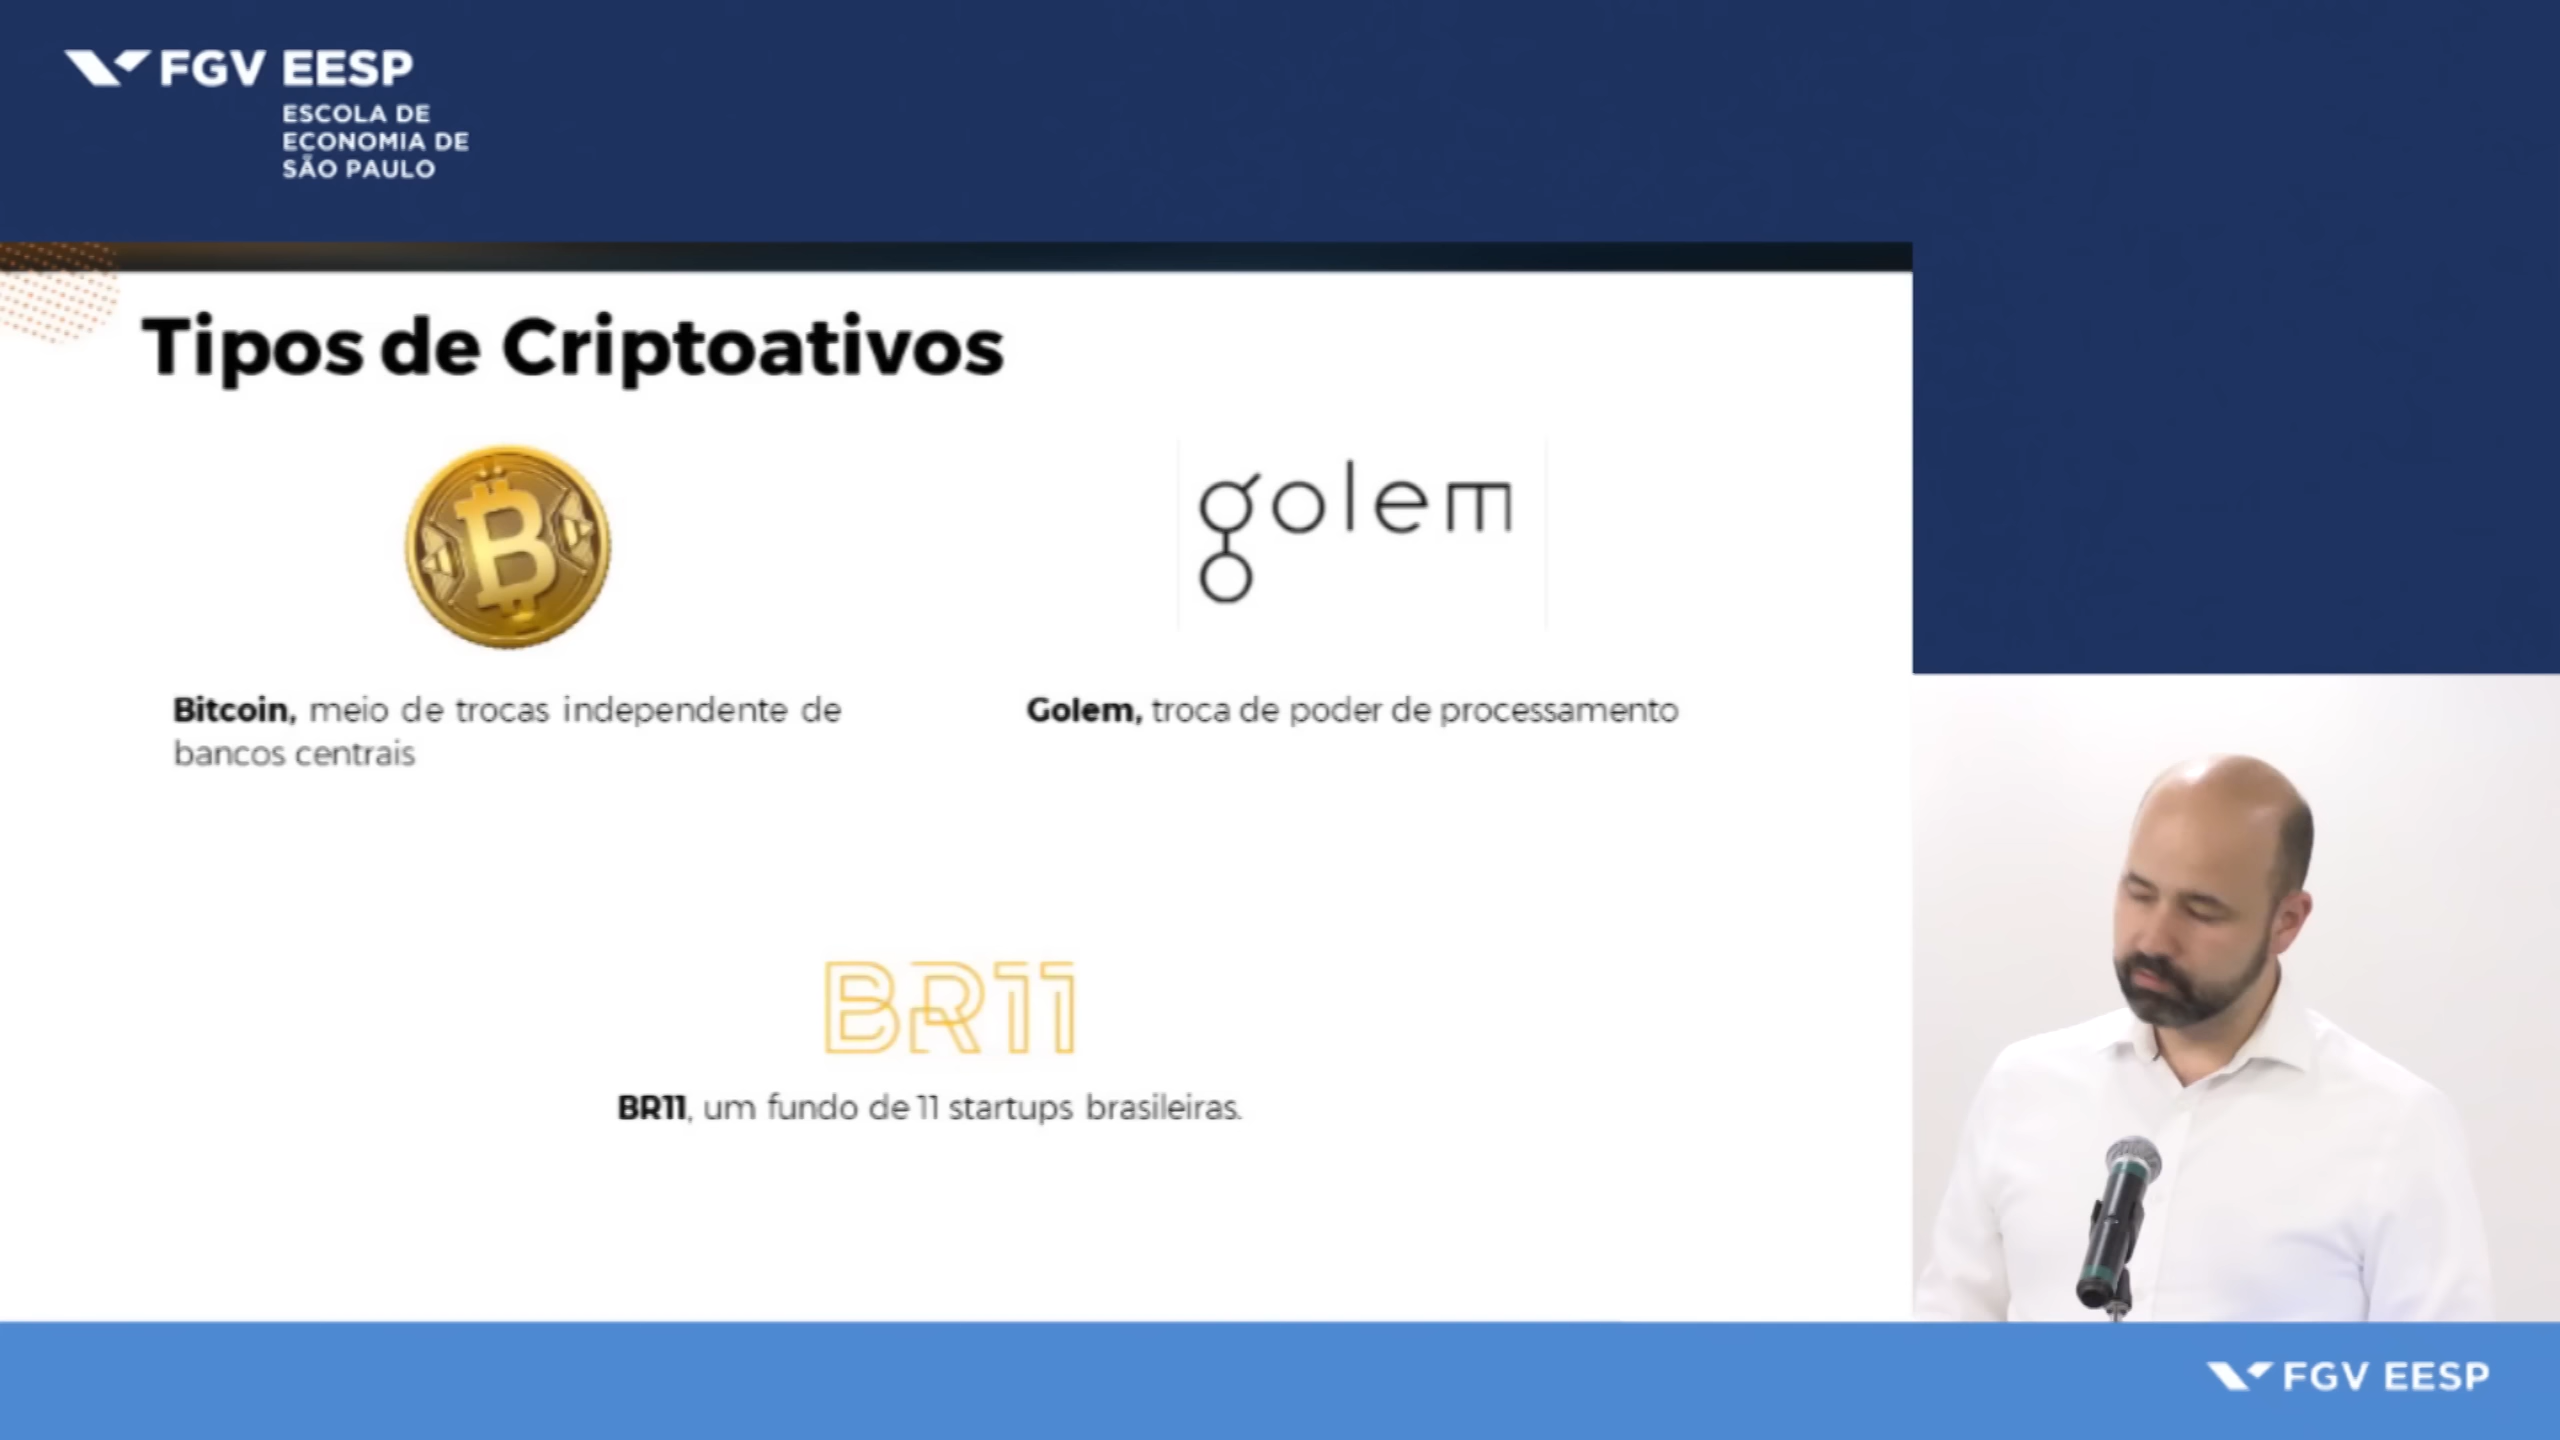 FGV EESP
ESCOLA DE
ECONOMIA DE
SÃO PAULO
Tipos de Criptoativos
golem
Bitcoin, meio de trocas independente de
bancos centrais
Golem, troca de poder de processamento
BR11
BR11, um fundo de 11 startups brasileiras.
FGV EESP